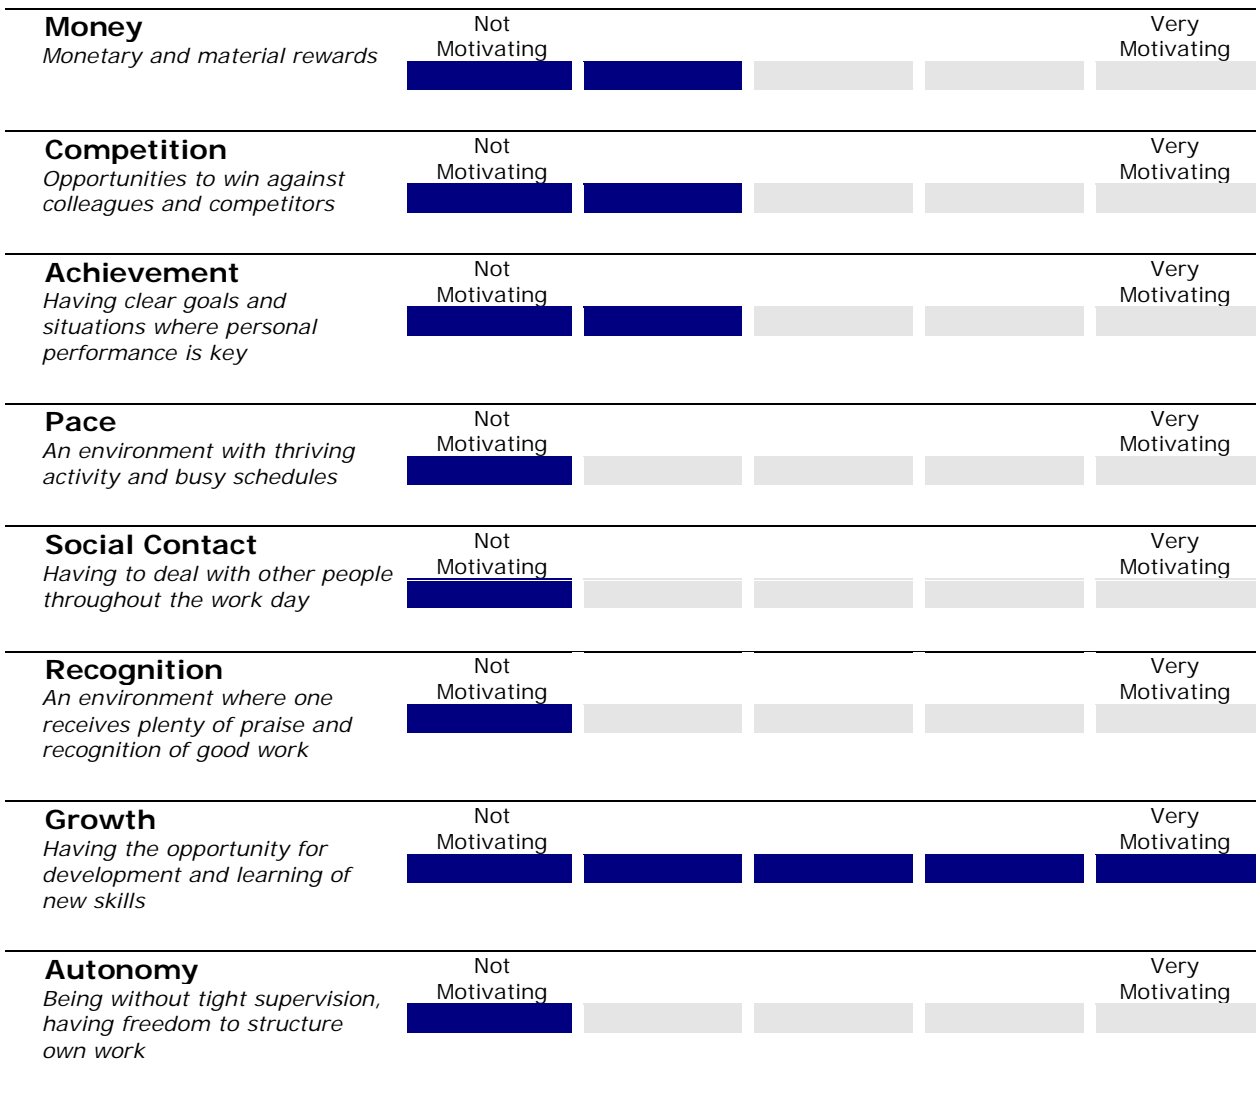 Money
Monetary and material rewards
Not
Motivating
Very
Motivating
Competition
Opportunities to win against
colleagues and competitors
Not
Motivating
Very
Motivating
Achievement
Having clear goals and
situations where personal
performance is key
Not
Motivating
Very
Motivating
Pace
An environment with thriving
activity and busy schedules
Not
Motivating
Very
Motivating
Social Contact
Having to deal with other people
throughout the work day
Not
Motivating
Very
Motivating
Recognition
An environment where one
receives plenty of praise and
recognition of good work
Not
Motivating
Very
Motivating
Growth
Having the opportunity for
development and learning of
new skills
Not
Motivating
Very
Motivating
Autonomy
Being without tight supervision,
having freedom to structure
own work
Not
Motivating
Very
Motivating